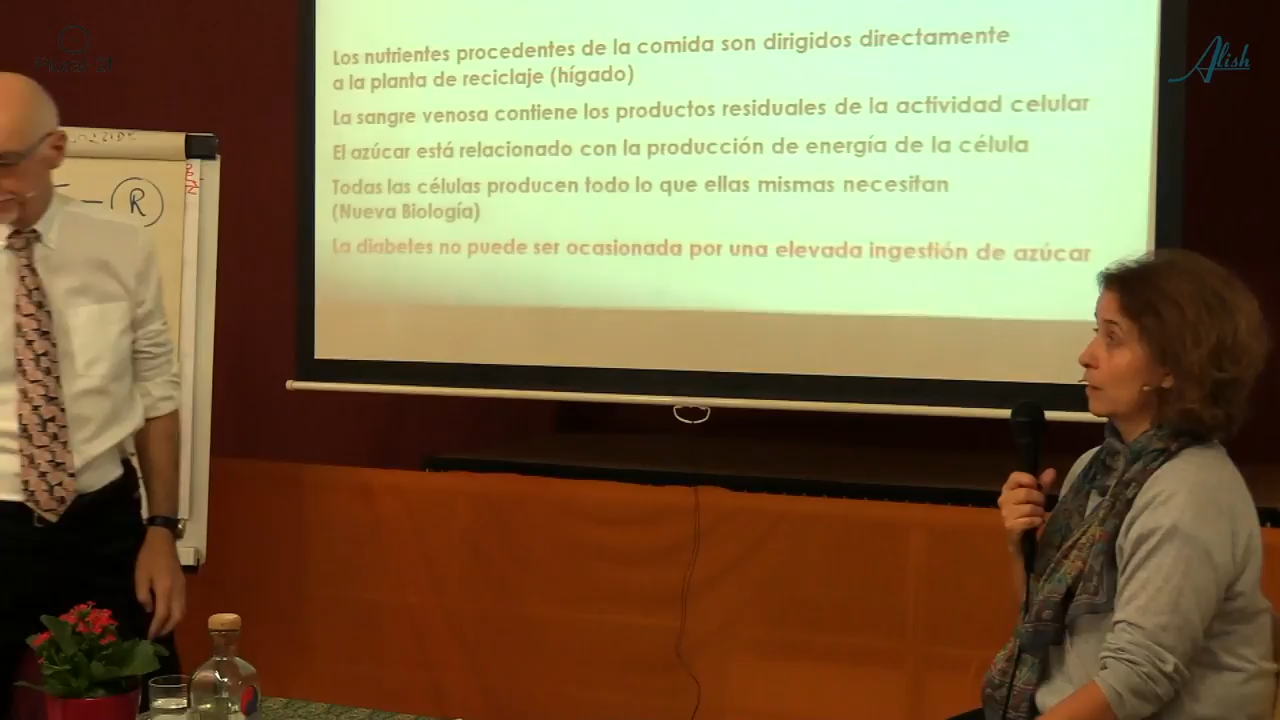 Los nutrientes procedentes de la comida son dirigidos directamente
a la planta de reciclaje (hígado)
La sangre venosa contiene los productos residuales de la actividad celular
El azúcar está relacionado con la producción de energía de la célula
Todas las células producen todo lo que ellas mismas necesitan
(Nueva Biología)
La diabetes no puede ser ocasionada por una elevada ingestión de azúcar
Alish
R